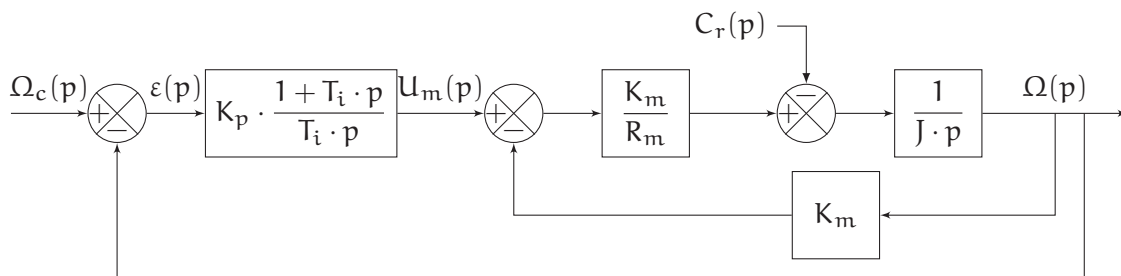 C_r(p)
Ω_c(p)
+
−
ε(p)
K_p · (1 + T_i · p)/(T_i · p)
U_m(p)
+
−
K_m/R_m
+
−
1/(J · p)
Ω(p)
K_m